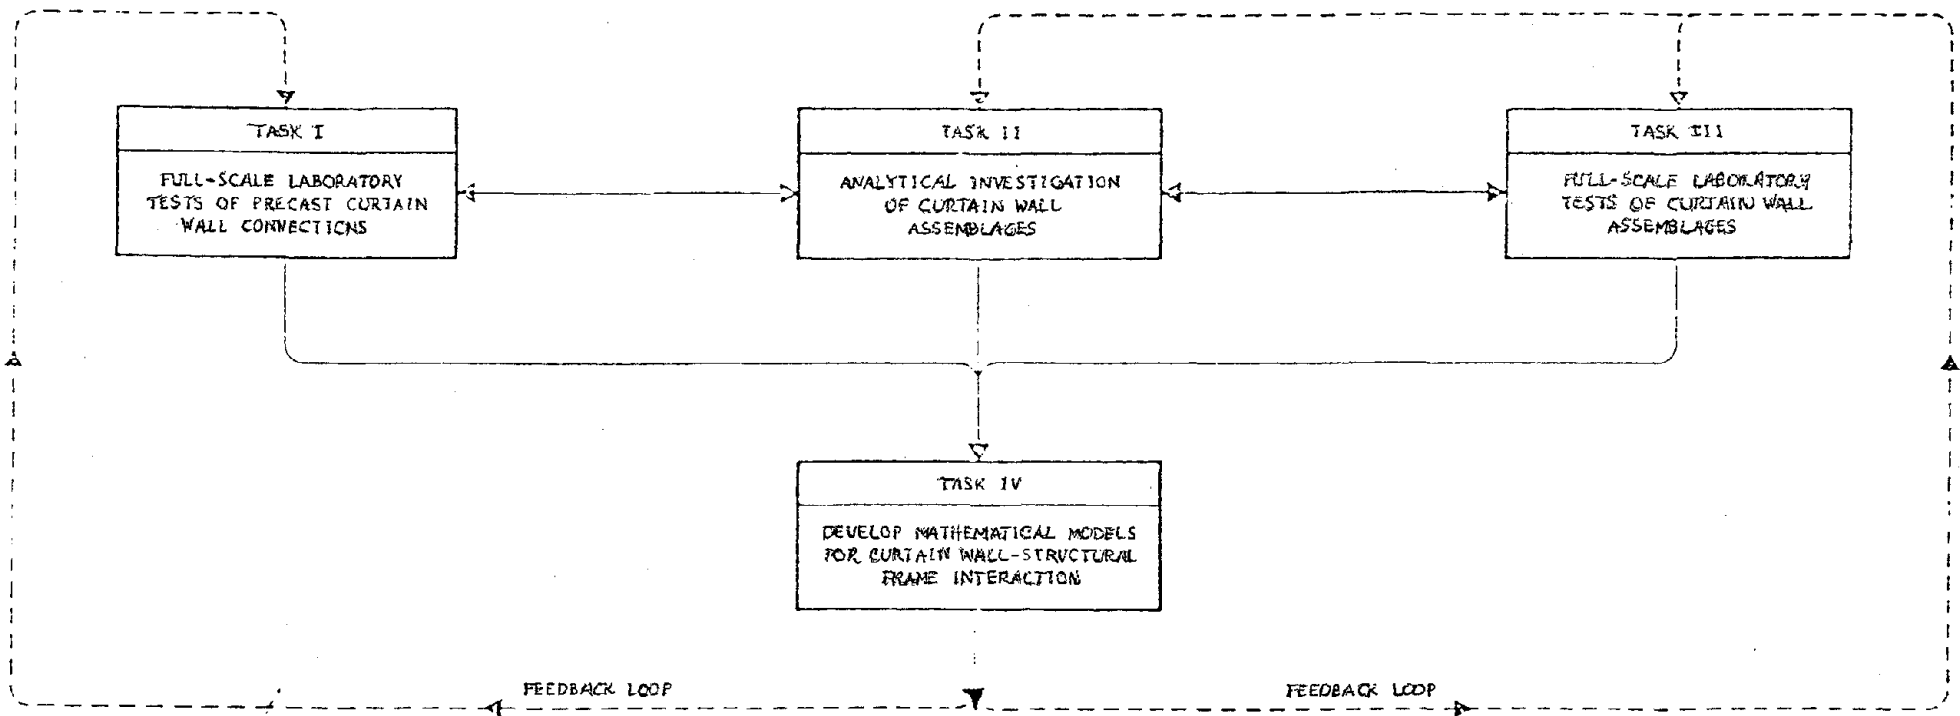 TASK I
FULL-SCALE LABORATORY
TESTS OF PRECAST CURTAIN
WALL CONNECTIONS
TASK II
ANALYTICAL INVESTIGATION
OF CURTAIN WALL
ASSEMBLAGES
TASK III
FULL-SCALE LABORATORY
TESTS OF CURTAIN WALL
ASSEMBLAGES
TASK IV
DEVELOP MATHEMATICAL MODELS
FOR CURTAIN WALL-STRUCTURAL
FRAME INTERACTION
FEEDBACK LOOP
FEEDBACK LOOP